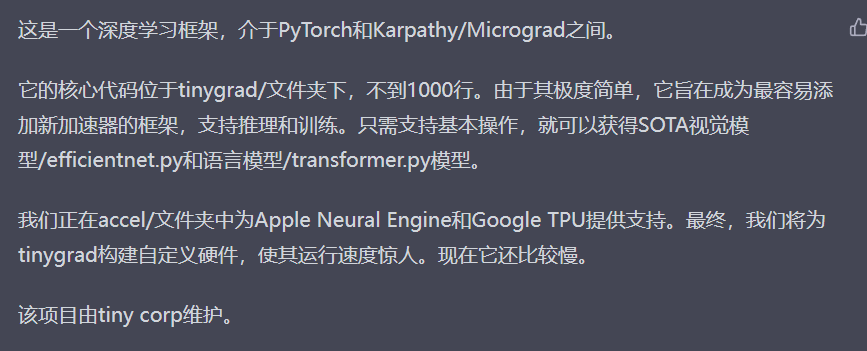 这是一个深度学习框架，介于PyTorch和Karpathy/Micrograd之间。
它的核心代码位于tinygrad/文件夹下，不到1000行。由于其极度简单，它旨在成为最容易添
加新加速器的框架，支持推理和训练。只需支持基本操作，就可以获得SOTA视觉模
型/efficientnet.py和语言模型/transformer.py模型。
我们正在accel/文件夹中为Apple Neural Engine和Google TPU提供支持。最终，我们将为
tinygrad构建自定义硬件，使其运行速度惊人。现在它还比较慢。
该项目由tiny corp维护。